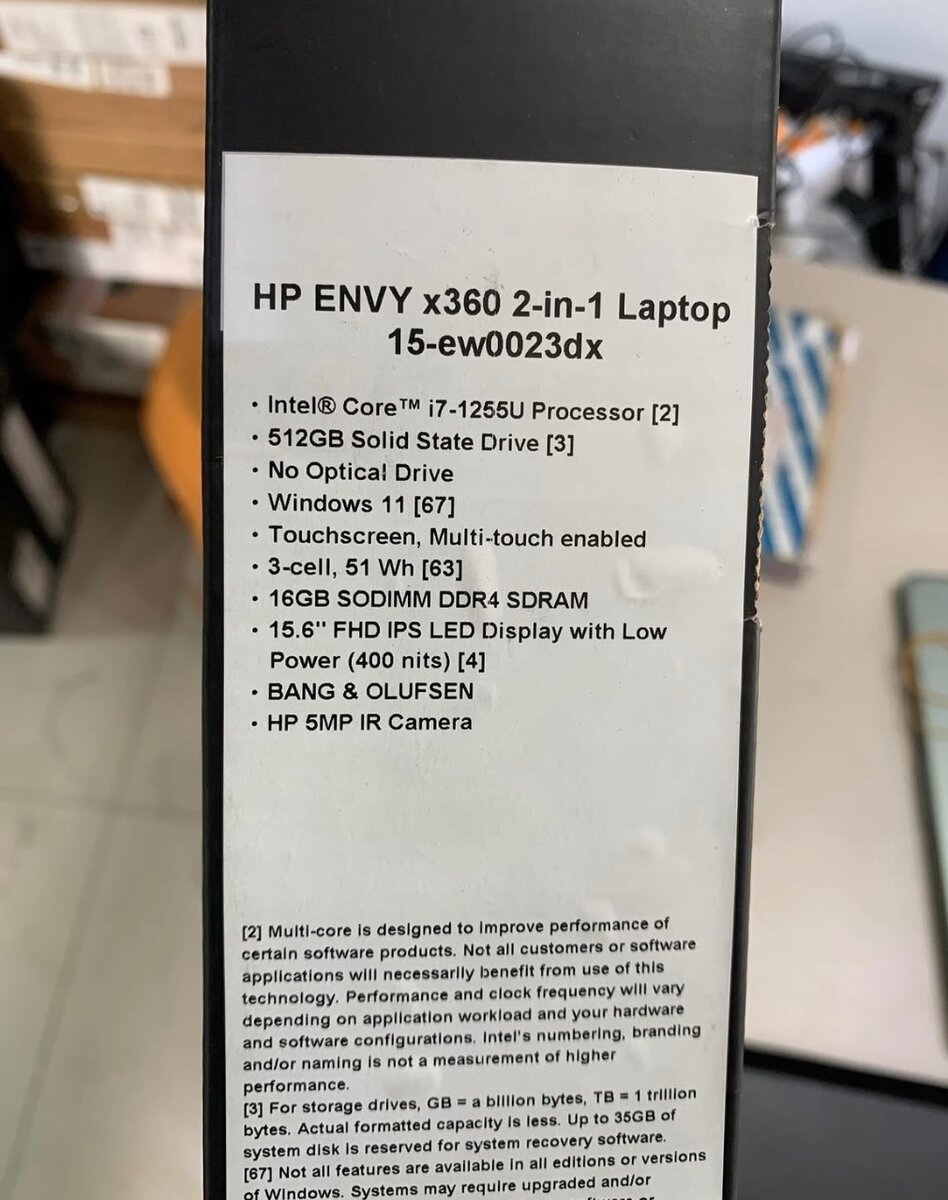 HP ENVY x360 2-in-1 Laptop
15-ew0023dx
• Intel® Core™ i7-1255U Processor [2]
• 512GB Solid State Drive [3]
• No Optical Drive
• Windows 11 [67]
• Touchscreen, Multi-touch enabled
• 3-cell, 51 Wh [63]
• 16GB SODIMM DDR4 SDRAM
• 15.6" FHD IPS LED Display with Low
Power (400 nits) [4]
• BANG & OLUFSEN
• HP 5MP IR Camera
[2] Multi-core is designed to improve performance of
certain software products. Not all customers or software
applications will necessarily benefit from use of this
technology. Performance and clock frequency will vary
depending on application workload and your hardware
and software configurations. Intel's numbering, branding
and/or naming is not a measurement of higher
performance.
[3] For storage drives, GB = a billion bytes, TB = 1 trillion
bytes. Actual formatted capacity is less. Up to 35GB of
system disk is reserved for system recovery software.
[67] Not all features are available in all editions or versions
of Windows. Systems may require upgraded and/or